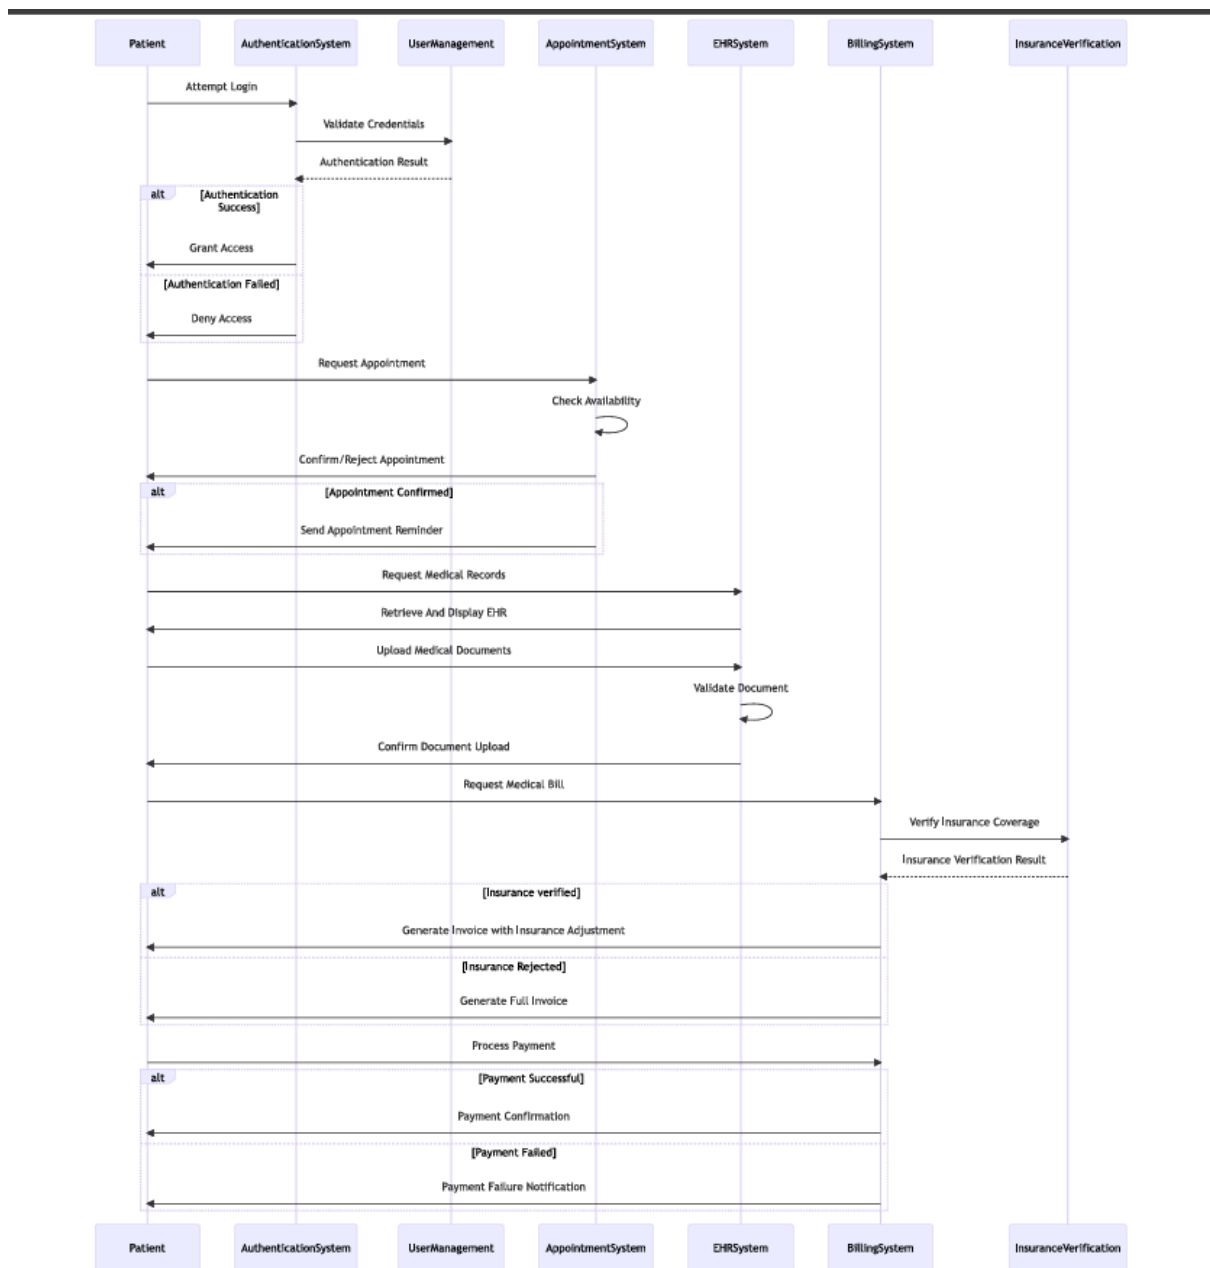 Patient AuthenticationSystem UserManagement AppointmentSystem EHRSystem BillingSystem InsuranceVerification
Attempt Login
Validate Credentials
Authentication Result
alt [Authentication
Success]
Grant Access
[Authentication Failed]
Deny Access
Request Appointment
Check Availability
Confirm/Reject Appointment
alt [Appointment Confirmed]
Send Appointment Reminder
Request Medical Records
Retrieve And Display EHR
Upload Medical Documents
Validate Document
Confirm Document Upload
Request Medical Bill
Verify Insurance Coverage
Insurance Verification Result
alt [Insurance verified]
Generate Invoice with Insurance Adjustment
[Insurance Rejected]
Generate Full Invoice
Process Payment
alt [Payment Successful]
Payment Confirmation
[Payment Failed]
Payment Failure Notification
Patient AuthenticationSystem UserManagement AppointmentSystem EHRSystem BillingSystem InsuranceVerification